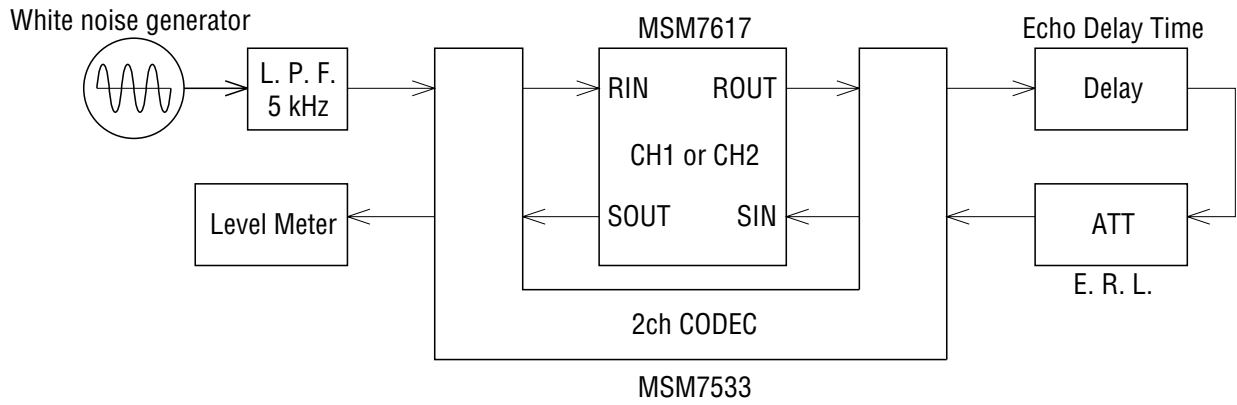 White noise generator
L. P. F.
5 kHz
MSM7617
RIN
ROUT
CH1 or CH2
SOUT
SIN
Echo Delay Time
Delay
Level Meter
ATT
E. R. L.
2ch CODEC
MSM7533